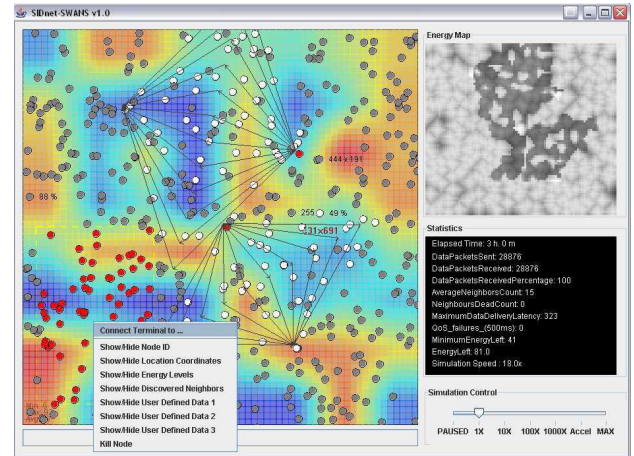 SIDnet-SWANS v1.0
Energy Map
444 x 191
88 %
255
49 %
431x691
Statistics
Elapsed Time: 3 h. 0 m
DataPacketsSent: 28876
DataPacketsReceived: 28876
DataPacketsReceivedPercentage: 100
AverageNeighborsCount: 15
NeighboursDeadCount: 0
MaximumDataDeliveryLatency: 323
QoS_failures_(500ms): 0
MinimumEnergyLeft: 41
EnergyLeft: 81.0
Simulation Speed : 18.0x
Connect Terminal to ...
Show/Hide Node ID
Show/Hide Location Coordinates
Show/Hide Energy Levels
Show/Hide Discovered Neighbors
Show/Hide User Defined Data 1
Show/Hide User Defined Data 2
Show/Hide User Defined Data 3
Kill Node
Simulation Control
PAUSED 1X 10X 100X 1000X Accel MAX